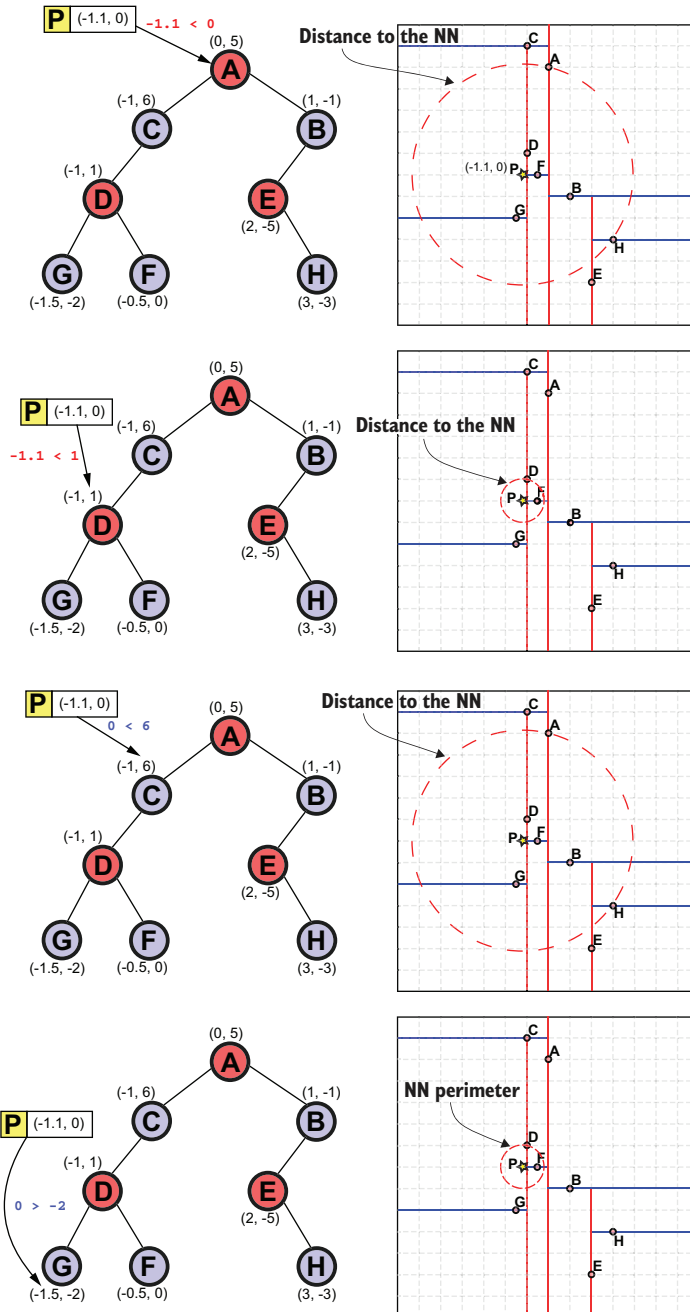 P (-1.1, 0) -1.1 < 0
(0, 5)
A
(-1, 6)
C
(1, -1)
B
(-1, 1)
D
E
(2, -5)
G
F
H
(-1.5, -2)
(-0.5, 0)
(3, -3)
Distance to the NN
C
A
D
(-1.1, 0) P F
B
G
H
E
(0, 5)
A
P (-1.1, 0)
(-1, 6)
C
(1, -1)
B
-1.1 < 1
(-1, 1)
D
E
(2, -5)
G
F
H
(-1.5, -2)
(-0.5, 0)
(3, -3)
C
A
Distance to the NN
D
P F
B
G
H
E
P (-1.1, 0)
0 < 6
(0, 5)
A
(-1, 6)
C
(1, -1)
B
(-1, 1)
D
E
(2, -5)
G
F
H
(-1.5, -2)
(-0.5, 0)
(3, -3)
Distance to the NN
C
A
D
P F
B
G
H
E
(0, 5)
A
(-1, 6)
C
(1, -1)
B
P (-1.1, 0)
(-1, 1)
D
E
(2, -5)
0 > -2
G
F
H
(-1.5, -2)
(-0.5, 0)
(3, -3)
C
A
NN perimeter
D
P F
B
G
H
E